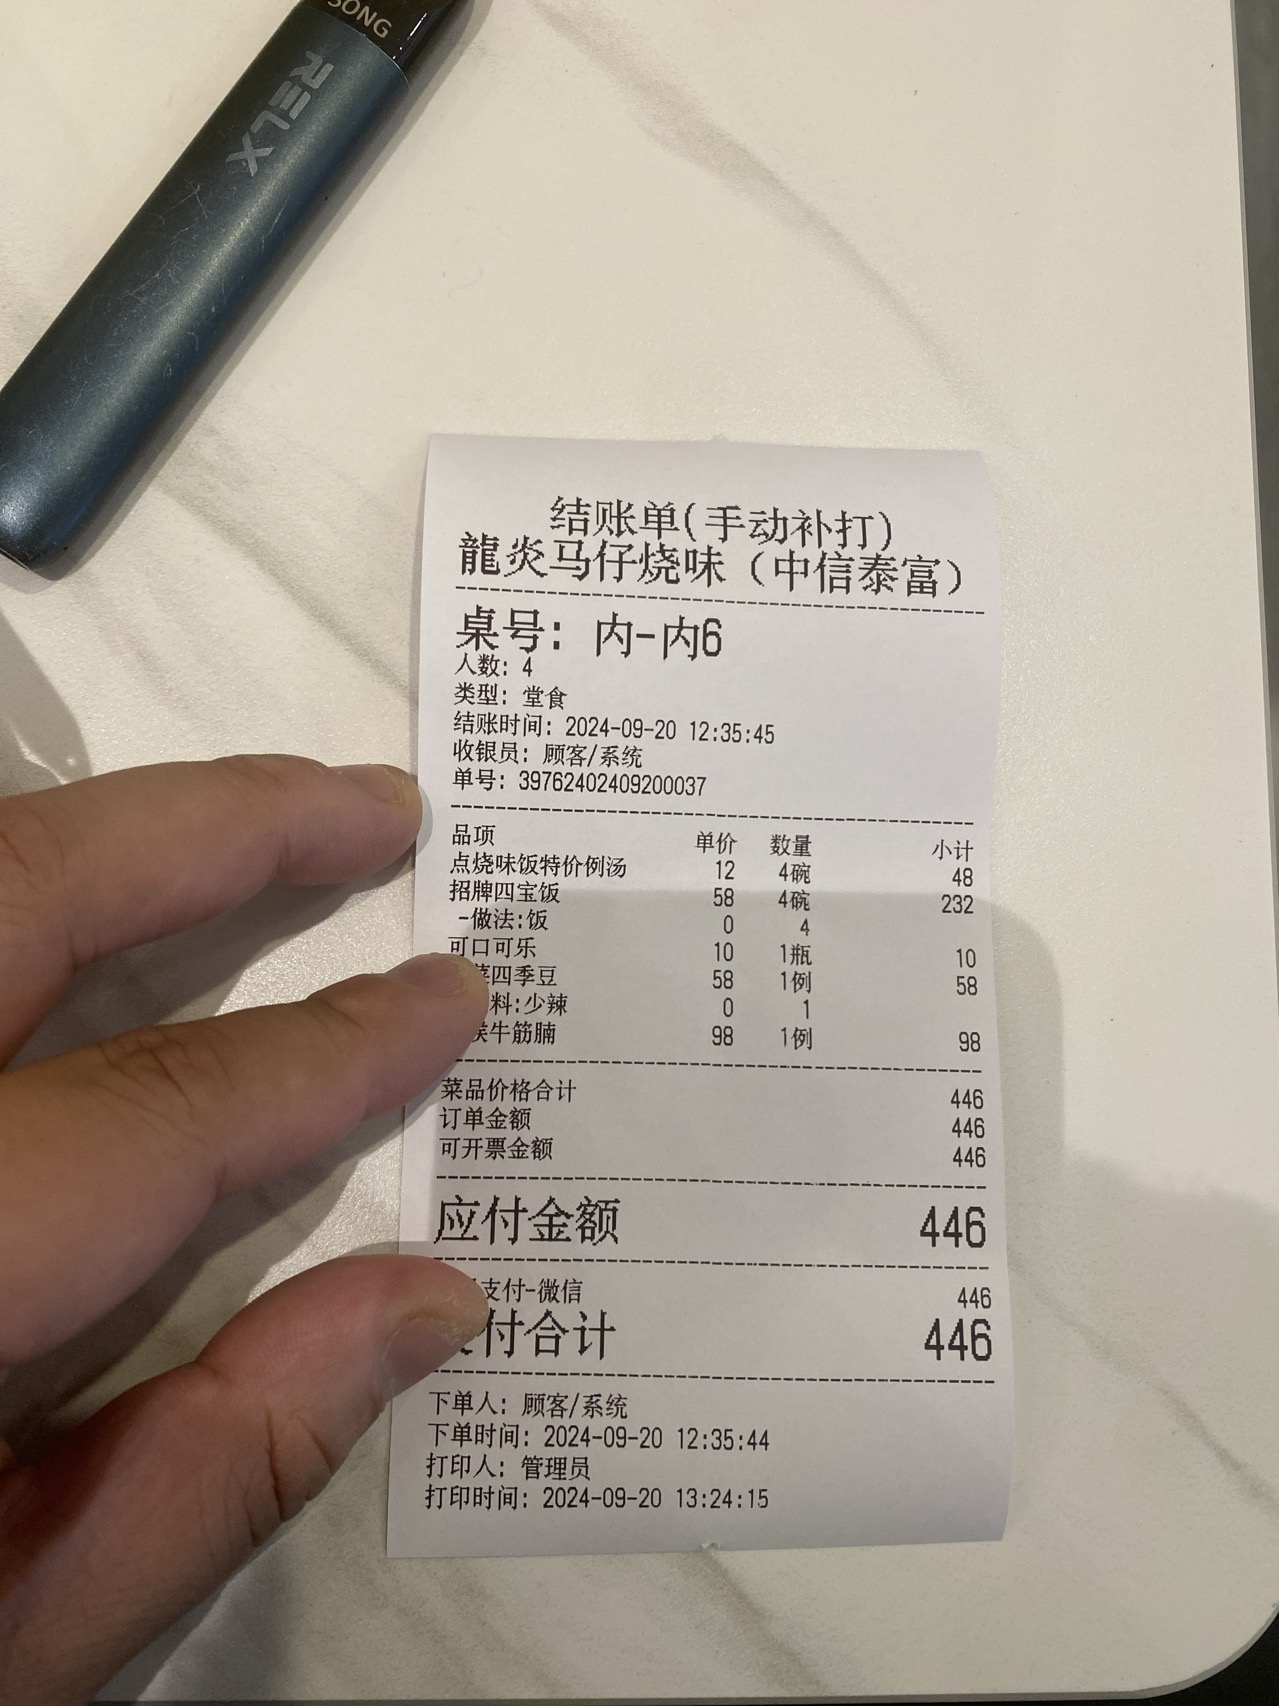 SONG
RELX
结账单(手动补打)
龍炎马仔烧味（中信泰富）
桌号: 内-内6
人数: 4
类型: 堂食
结账时间: 2024-09-20 12:35:45
收银员: 顾客/系统
单号: 39762402409200037
品项 单价 数量 小计
点烧味饭特价例汤 12 4碗 48
招牌四宝饭 58 4碗 232
-做法:饭 0 4
可口可乐 10 1瓶 10
四季豆 58 1例 58
料:少辣 0 1
牛筋腩 98 1例 98
菜品价格合计 446
订单金额 446
可开票金额 446
应付金额 446
支付-微信 446
付合计 446
下单人: 顾客/系统
下单时间: 2024-09-20 12:35:44
打印人: 管理员
打印时间: 2024-09-20 13:24:15